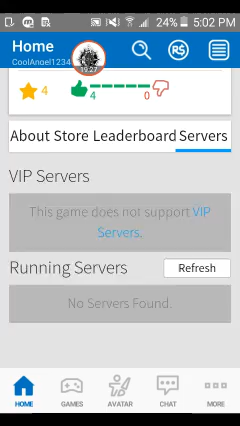 24% 5:02 PM
Home
CoolAngel1234
19:27
R$
4
4
0
About Store Leaderboard Servers
VIP Servers
This game does not support VIP
Servers.
Running Servers
Refresh
No Servers Found.
HOME GAMES AVATAR CHAT MORE